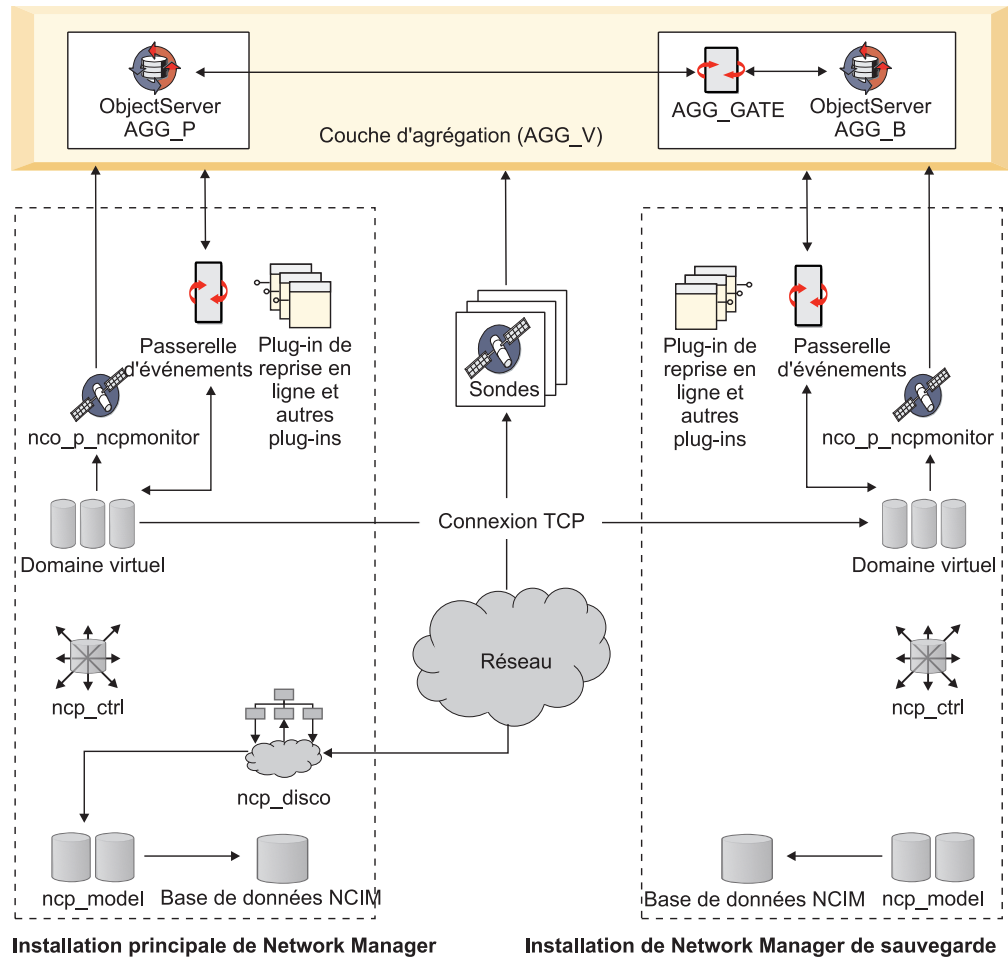 ObjectServer
AGG_P
Couche d'agrégation (AGG_V)
AGG_GATE
ObjectServer
AGG_B
Passerelle
d'événements
Plug-in de
reprise en
ligne et
autres
plug-ins
nco_p_ncpmonitor
Sondes
Plug-in de
reprise en
ligne et
autres
plug-ins
Passerelle
d'événements
nco_p_ncpmonitor
Domaine virtuel
Connexion TCP
Domaine virtuel
Réseau
ncp_ctrl
ncp_ctrl
ncp_disco
ncp_model
Base de données NCIM
Base de données NCIM
ncp_model
Installation principale de Network Manager
Installation de Network Manager de sauvegarde